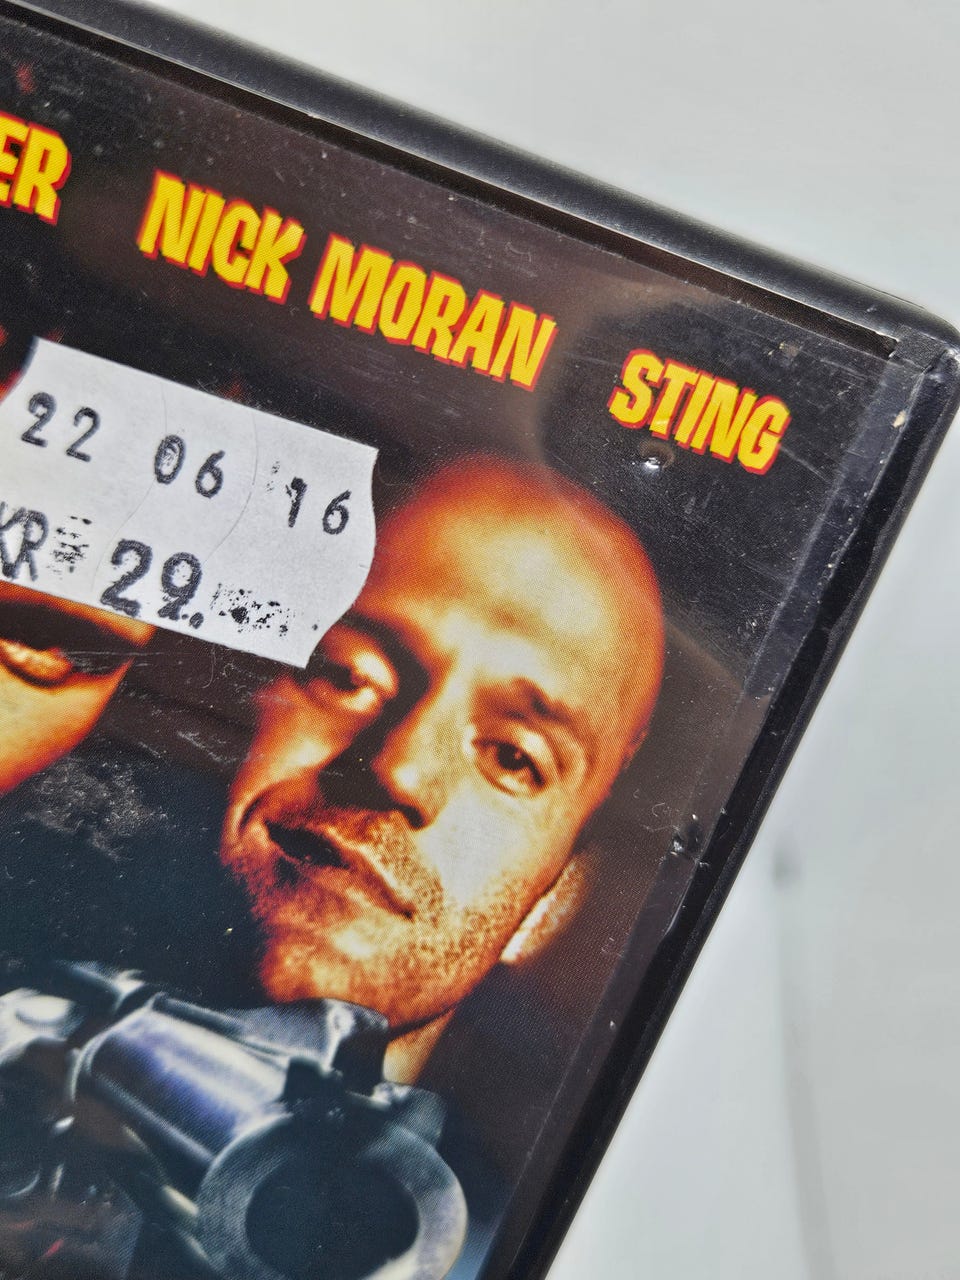 ER NICK MORAN STING
22 06 16
KR 29.